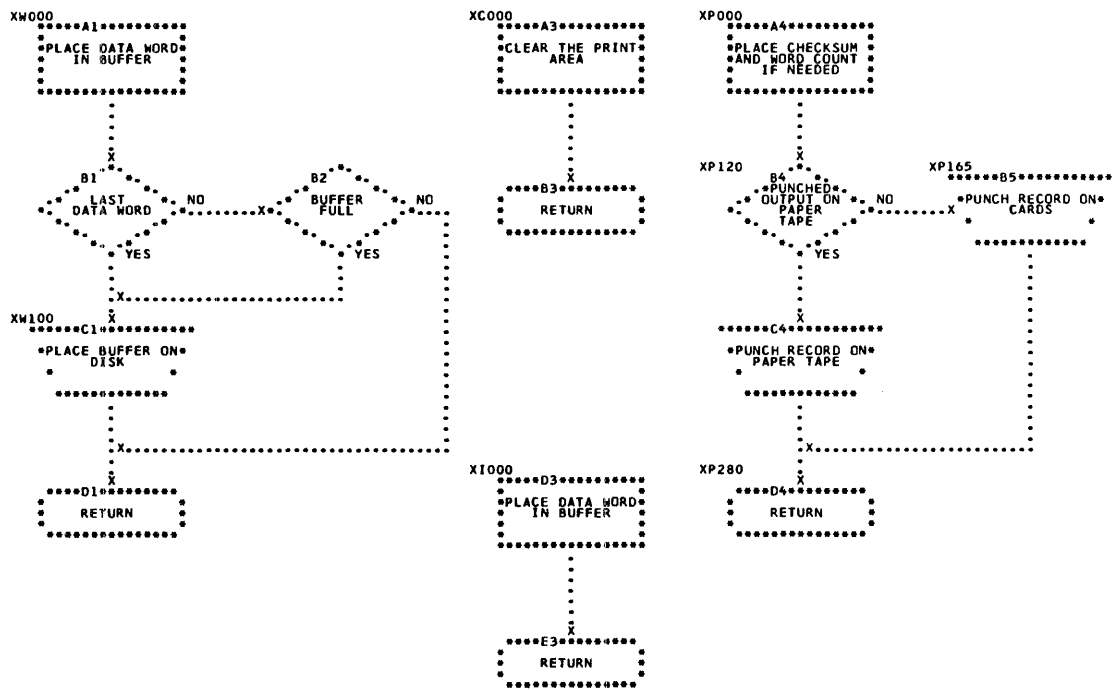 XW000
A1
PLACE DATA WORD
IN BUFFER
B1
LAST
DATA WORD
NO
YES
B2
BUFFER
FULL
NO
YES
XW100
C1
PLACE BUFFER ON
DISK
D1
RETURN
XC000
A3
CLEAR THE PRINT
AREA
B3
RETURN
XI000
D3
PLACE DATA WORD
IN BUFFER
E3
RETURN
XP000
A4
PLACE CHECKSUM
AND WORD COUNT
IF NEEDED
XP120
B4
PUNCHED
OUTPUT ON
PAPER
TAPE
NO
YES
XP165
B5
PUNCH RECORD ON
CARDS
C4
PUNCH RECORD ON
PAPER TAPE
XP280
D4
RETURN